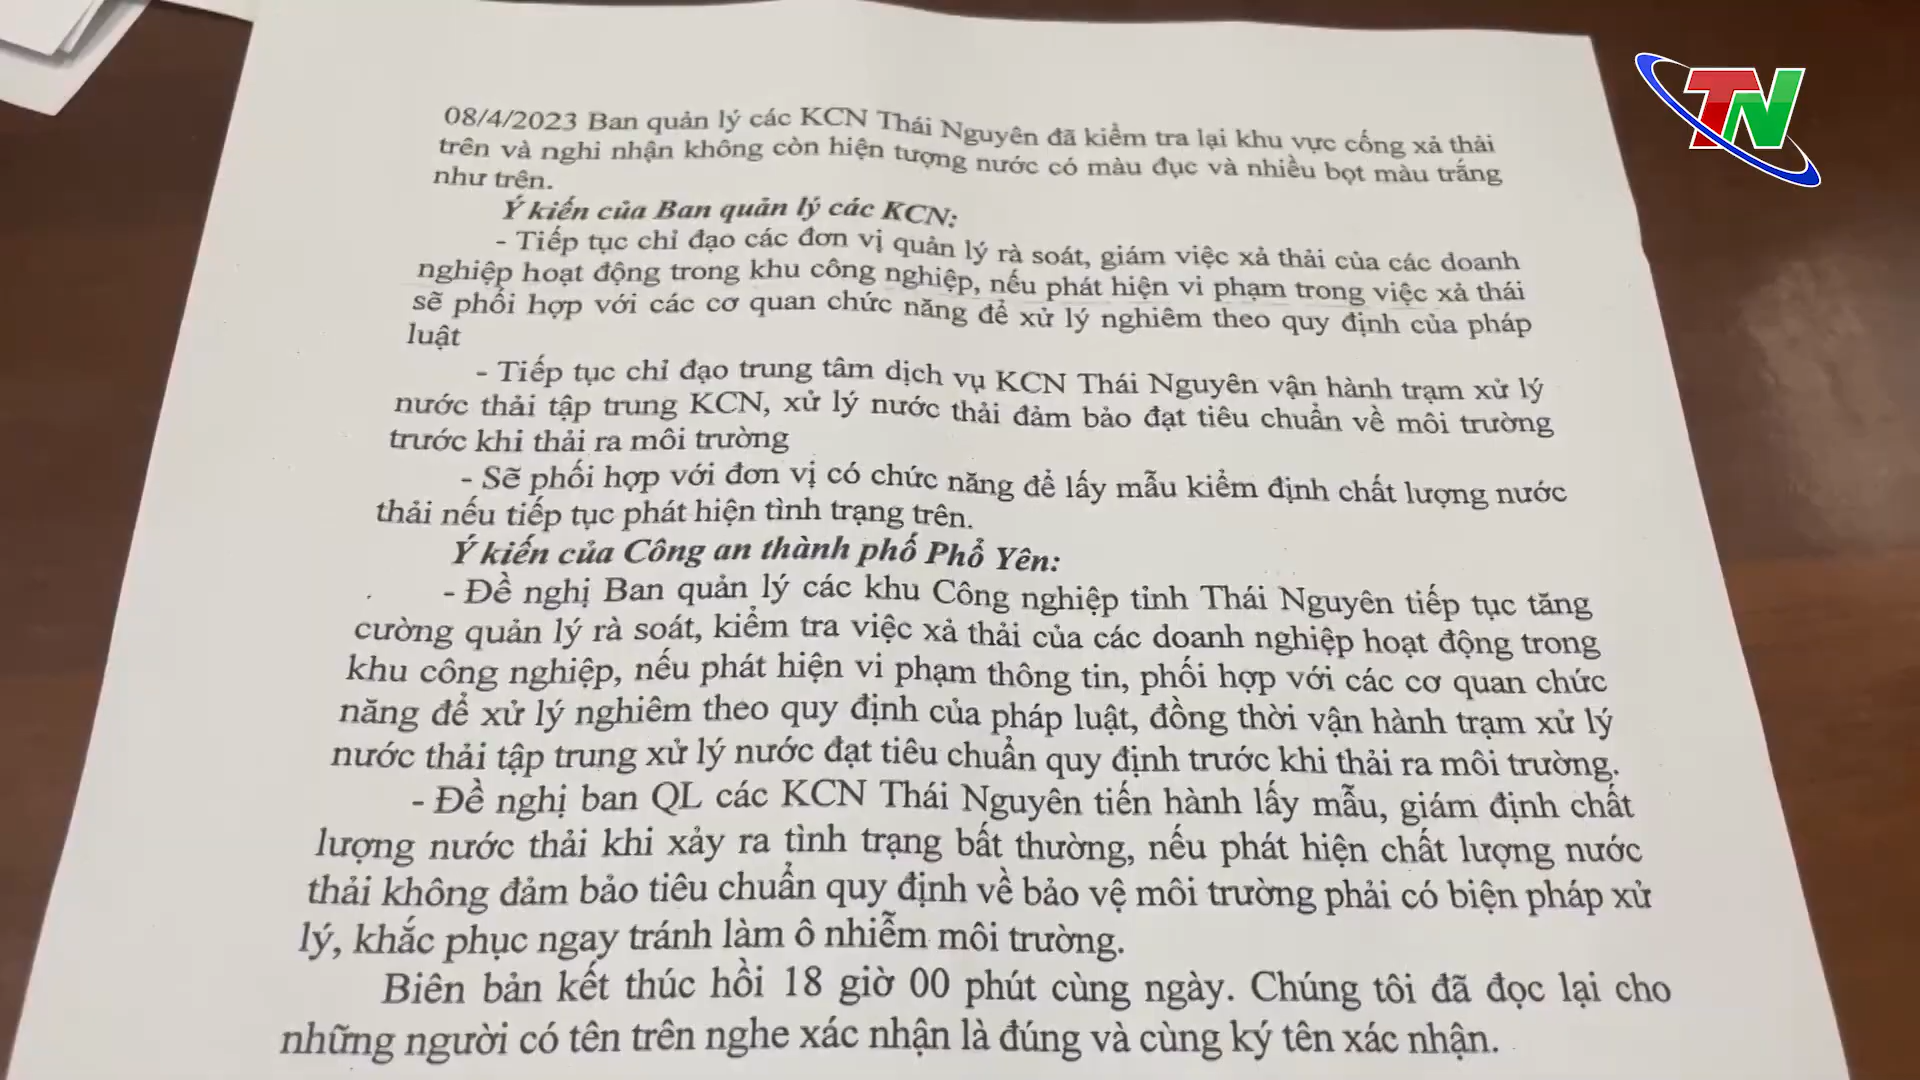 08/4/2023 Ban quản lý các KCN Thái Nguyên đã kiểm tra lại khu vực cống xả thải
trên và nghi nhận không còn hiện tượng nước có màu đục và nhiều bọt màu trắng
như trên.
Ý kiến của Ban quản lý các KCN:
- Tiếp tục chỉ đạo các đơn vị quản lý rà soát, giám việc xả thải của các doanh
nghiệp hoạt động trong khu công nghiệp, nếu phát hiện vi phạm trong việc xả thái
sẽ phối hợp với các cơ quan chức năng để xử lý nghiêm theo quy định của pháp
luật
- Tiếp tục chỉ đạo trung tâm dịch vụ KCN Thái Nguyên vận hành trạm xử lý
nước thải tập trung KCN, xử lý nước thải đảm bảo đạt tiêu chuẩn về môi trường
trước khi thải ra môi trường
- Sẽ phối hợp với đơn vị có chức năng để lấy mẫu kiểm định chất lượng nước
thải nếu tiếp tục phát hiện tình trạng trên.
Ý kiến của Công an thành phố Phổ Yên:
- Đề nghị Ban quản lý các khu Công nghiệp tỉnh Thái Nguyên tiếp tục tăng
cường quản lý rà soát, kiểm tra việc xả thải của các doanh nghiệp hoạt động trong
khu công nghiệp, nếu phát hiện vi phạm thông tin, phối hợp với các cơ quan chức
năng để xử lý nghiêm theo quy định của pháp luật, đồng thời vận hành trạm xử lý
nước thải tập trung xử lý nước đạt tiêu chuẩn quy định trước khi thải ra môi trường.
- Đề nghị ban QL các KCN Thái Nguyên tiến hành lấy mẫu, giám định chất
lượng nước thải khi xảy ra tình trạng bất thường, nếu phát hiện chất lượng nước
thải không đảm bảo tiêu chuẩn quy định về bảo vệ môi trường phải có biện pháp xử
lý, khắc phục ngay tránh làm ô nhiễm môi trường.
Biên bản kết thúc hồi 18 giờ 00 phút cùng ngày. Chúng tôi đã đọc lại cho
những người có tên trên nghe xác nhận là đúng và cùng ký tên xác nhận.
TN